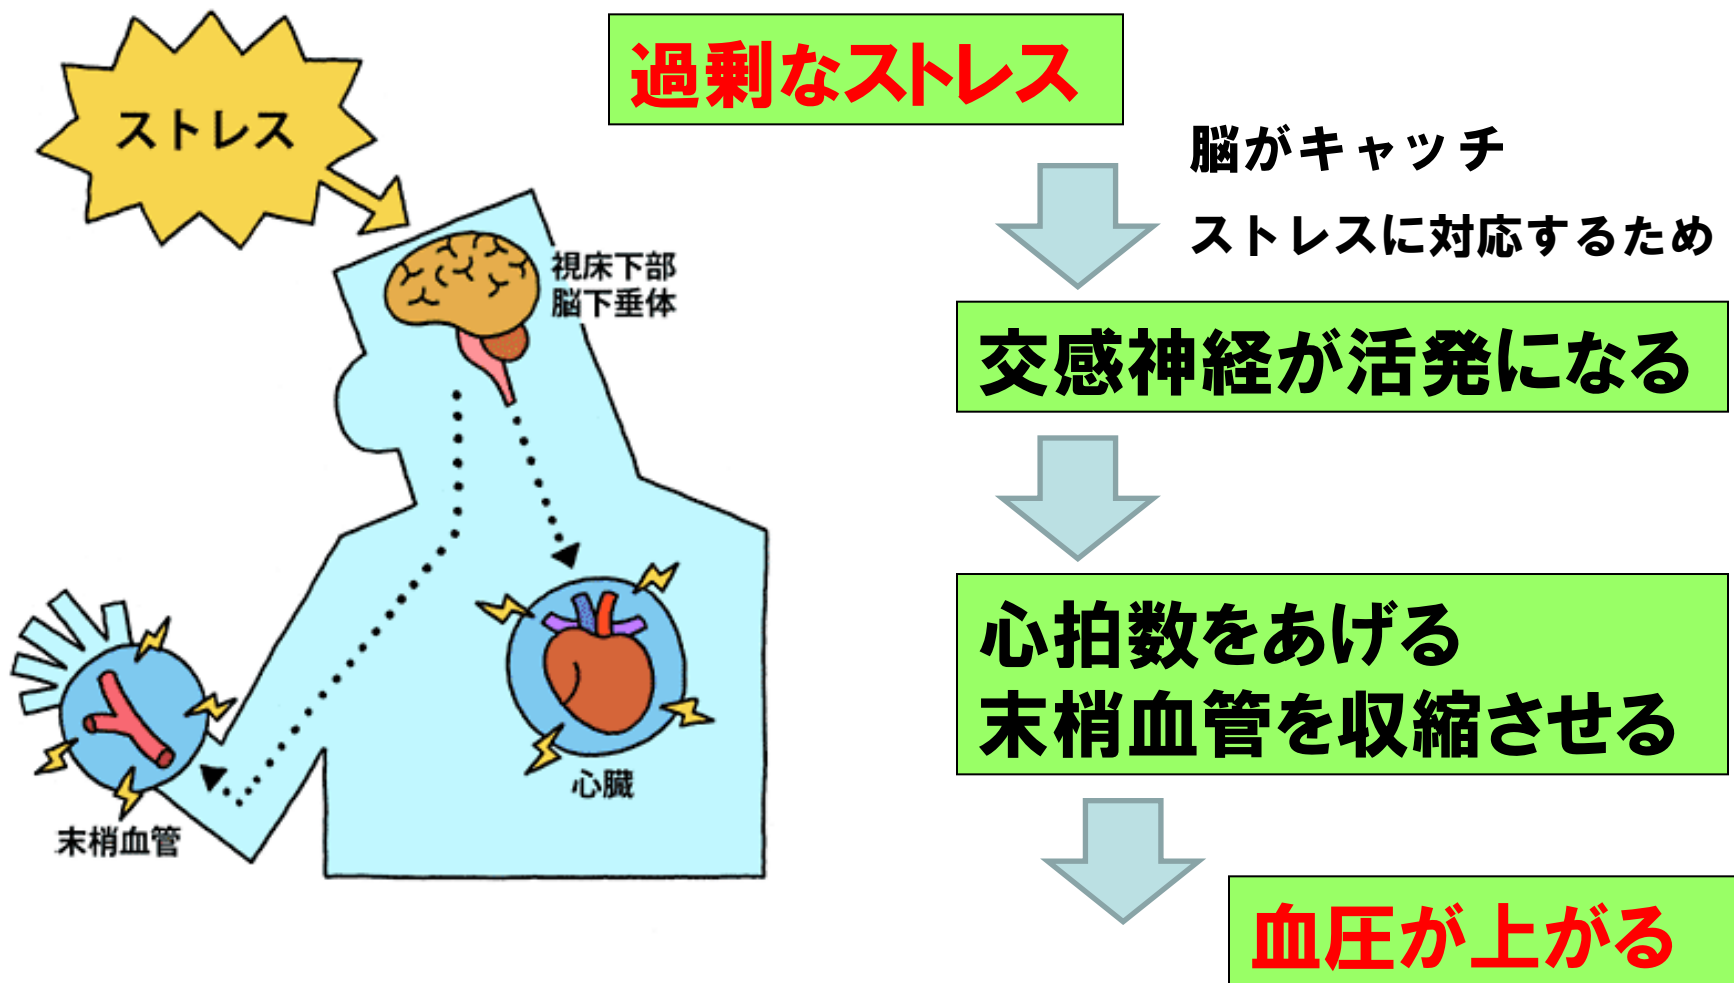 ストレス
視床下部
脳下垂体
心臓
末梢血管
過剰なストレス
脳がキャッチ
ストレスに対応するため
交感神経が活発になる
心拍数をあげる
末梢血管を収縮させる
血圧が上がる